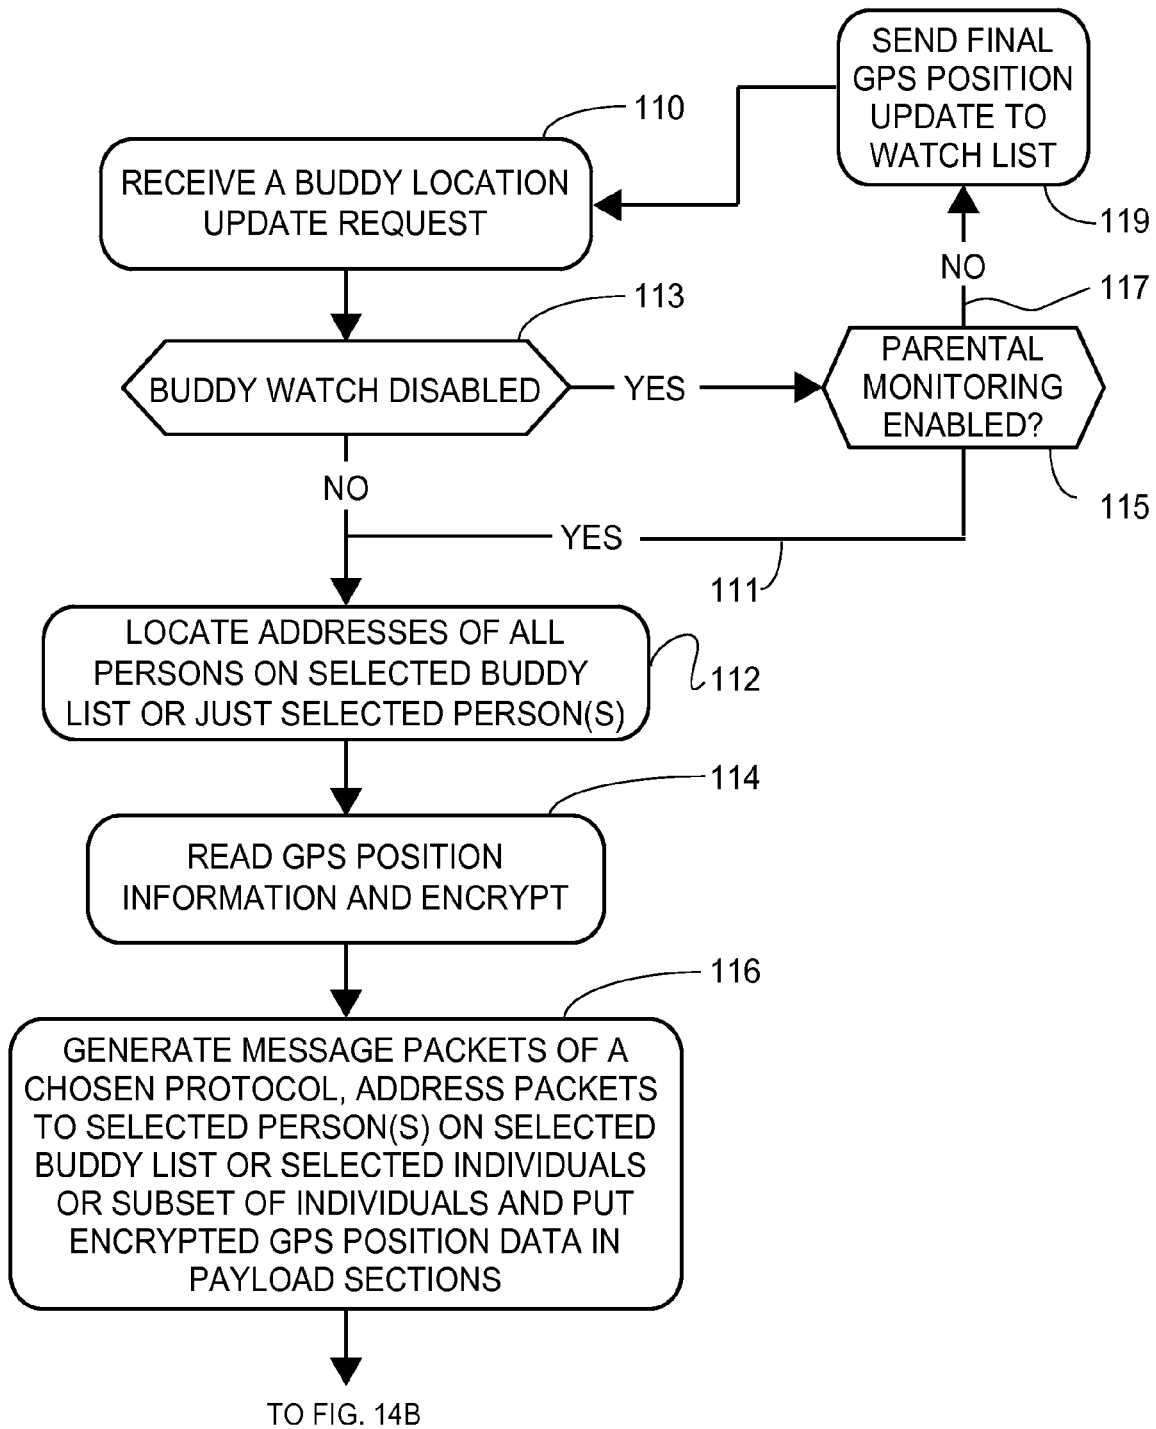 SEND FINAL
GPS POSITION
UPDATE TO
WATCH LIST
119
110
RECEIVE A BUDDY LOCATION
UPDATE REQUEST
NO
117
113
BUDDY WATCH DISABLED
YES
PARENTAL
MONITORING
ENABLED?
115
NO
YES
111
LOCATE ADDRESSES OF ALL
PERSONS ON SELECTED BUDDY
LIST OR JUST SELECTED PERSON(S)
112
114
READ GPS POSITION
INFORMATION AND ENCRYPT
116
GENERATE MESSAGE PACKETS OF A
CHOSEN PROTOCOL, ADDRESS PACKETS
TO SELECTED PERSON(S) ON SELECTED
BUDDY LIST OR SELECTED INDIVIDUALS
OR SUBSET OF INDIVIDUALS AND PUT
ENCRYPTED GPS POSITION DATA IN
PAYLOAD SECTIONS
TO FIG. 14B